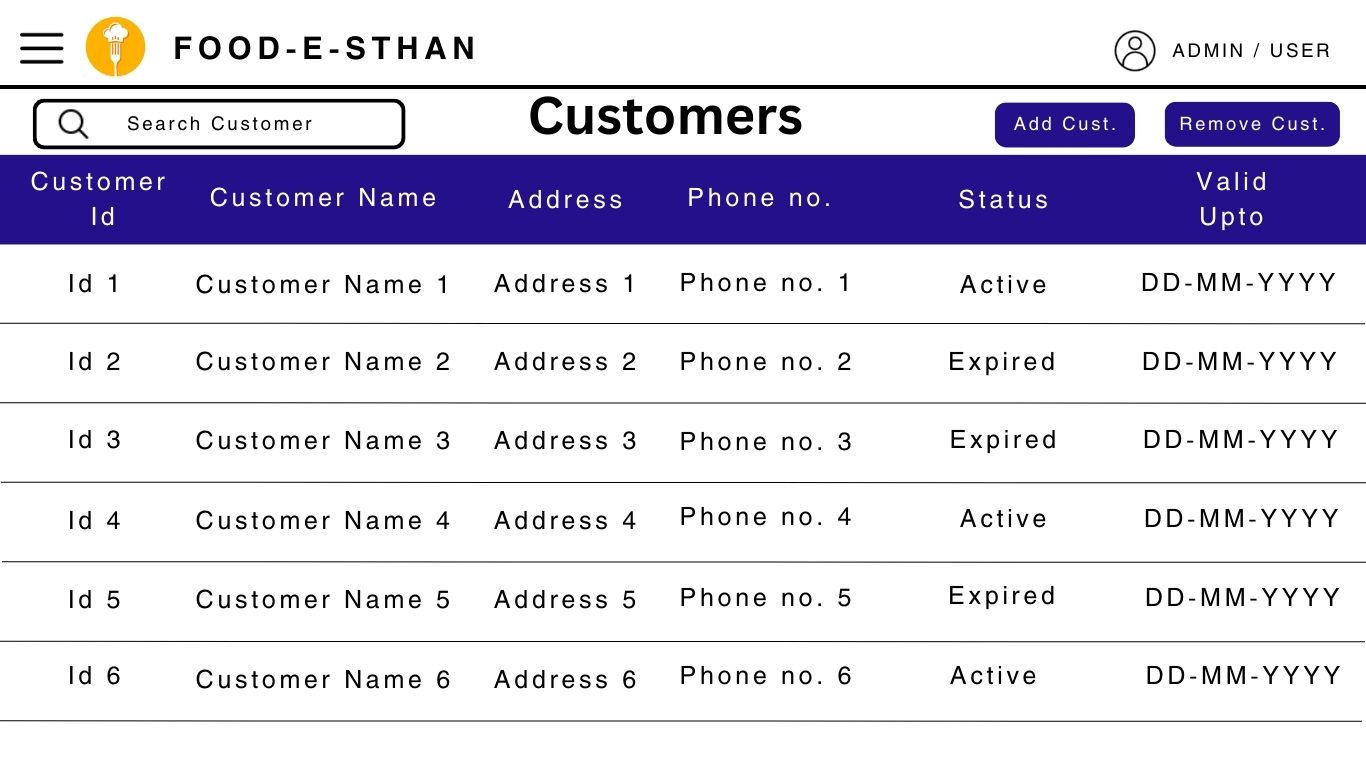 FOOD-E-STHAN
ADMIN / USER
Search Customer
Customers
Add Cust.
Remove Cust.
Customer
Id
Customer Name
Address
Phone no.
Status
Valid
Upto
Id 1 Customer Name 1 Address 1 Phone no. 1 Active DD-MM-YYYY
Id 2 Customer Name 2 Address 2 Phone no. 2 Expired DD-MM-YYYY
Id 3 Customer Name 3 Address 3 Phone no. 3 Expired DD-MM-YYYY
Id 4 Customer Name 4 Address 4 Phone no. 4 Active DD-MM-YYYY
Id 5 Customer Name 5 Address 5 Phone no. 5 Expired DD-MM-YYYY
Id 6 Customer Name 6 Address 6 Phone no. 6 Active DD-MM-YYYY